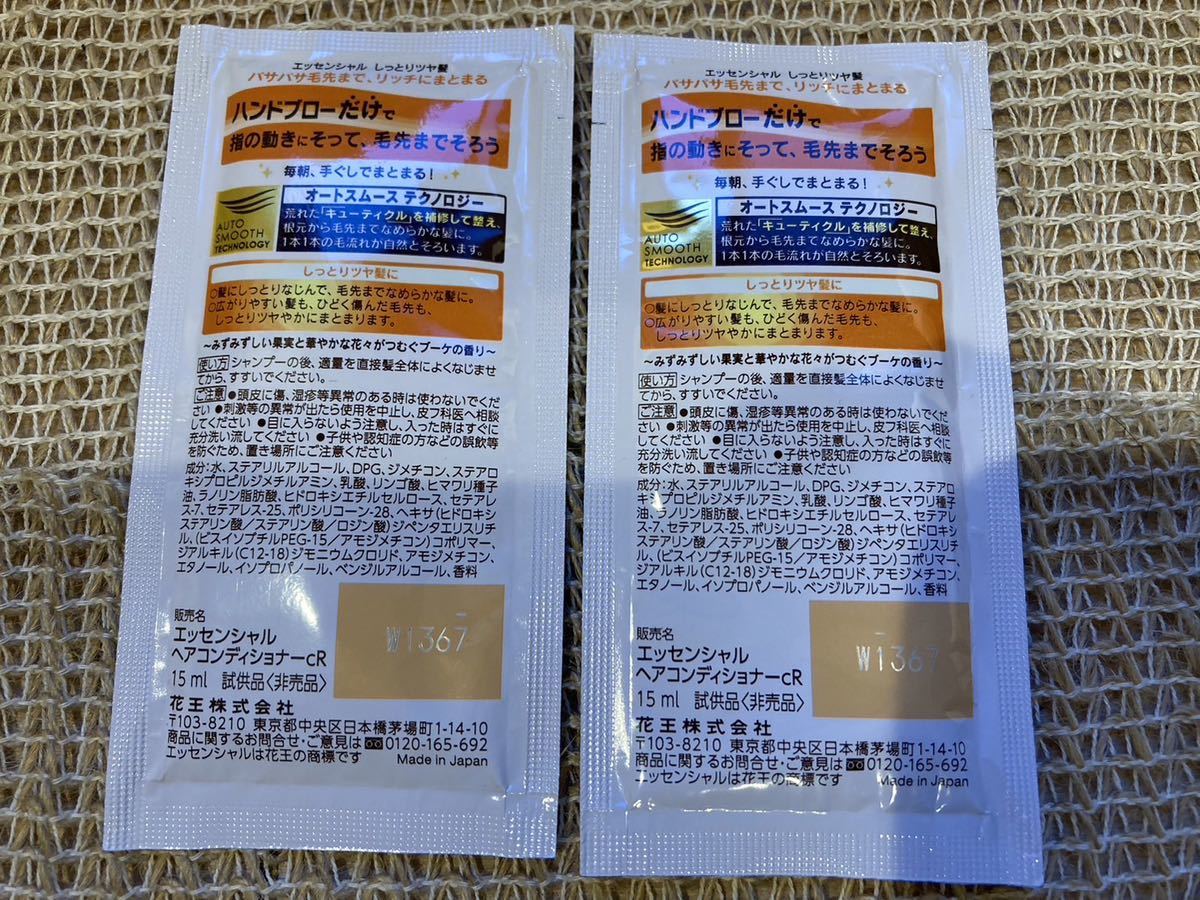 エッセンシャル しっとりツヤ髪
パサパサ毛先まで、リッチにまとまる
ハンドブローだけで
指の動きにそって、毛先までそろう
毎朝、手ぐしでまとまる!
AUTO
SMOOTH
TECHNOLOGY
オートスムース テクノロジー
荒れた「キューティクル」を補修して整え、
根元から毛先までなめらかな髪に。
1本1本の毛流れが自然とそろいます。
しっとりツヤ髪に
○髪にしっとりなじんで、毛先までなめらかな髪に。
○広がりやすい髪も、ひどく傷んだ毛先も、
しっとりツヤやかにまとまります。
~みずみずしい果実と華やかな花々がつむぐブーケの香り~
使い方 シャンプーの後、適量を直接髪全体によくなじませ
てから、すすいでください。
ご注意 ●頭皮に傷、湿疹等異常のある時は使わないでくだ
さい ●刺激等の異常が出たら使用を中止し、皮フ科医へ相談
してください ●目に入らないよう注意し、入った時はすぐに
充分洗い流してください ●子供や認知症の方などの誤飲等
を防ぐため、置き場所にご注意ください
成分:水、ステアリルアルコール、DPG、ジメチコン、ステアロ
キシプロピルジメチルアミン、乳酸、リンゴ酸、ヒマワリ種子
油、ラノリン脂肪酸、ヒドロキシエチルセルロース、セテアレ
ス-7、セテアレス-25、ポリシリコーン-28、ヘキサ(ヒドロキシ
ステアリン酸/ステアリン酸/ロジン酸)ジペンタエリスリチ
ル、(ビスイソブチルPEG-15/アモジメチコン)コポリマー、
ジアルキル(C12-18)ジモニウムクロリド、アモジメチコン、
エタノール、イソプロパノール、ベンジルアルコール、香料
販売名
エッセンシャル
ヘアコンディショナーcR
15ml 試供品〈非売品〉
W1367
花王株式会社
〒103-8210 東京都中央区日本橋茅場町1-14-10
商品に関するお問合せ・ご意見は 0120-165-692
エッセンシャルは花王の商標です Made in Japan
エッセンシャル しっとりツヤ髪
パサパサ毛先まで、リッチにまとまる
ハンドブローだけで
指の動きにそって、毛先までそろう
毎朝、手ぐしでまとまる!
AUTO
SMOOTH
TECHNOLOGY
オートスムース テクノロジー
荒れた「キューティクル」を補修して整え、
根元から毛先までなめらかな髪に。
1本1本の毛流れが自然とそろいます。
しっとりツヤ髪に
○髪にしっとりなじんで、毛先までなめらかな髪に。
○広がりやすい髪も、ひどく傷んだ毛先も、
しっとりツヤやかにまとまります。
~みずみずしい果実と華やかな花々がつむぐブーケの香り~
使い方 シャンプーの後、適量を直接髪全体によくなじませ
てから、すすいでください。
ご注意 ●頭皮に傷、湿疹等異常のある時は使わないでくだ
さい ●刺激等の異常が出たら使用を中止し、皮フ科医へ相談
してください ●目に入らないよう注意し、入った時はすぐに
充分洗い流してください ●子供や認知症の方などの誤飲等
を防ぐため、置き場所にご注意ください
成分:水、ステアリルアルコール、DPG、ジメチコン、ステアロ
キシプロピルジメチルアミン、乳酸、リンゴ酸、ヒマワリ種子
油、ラノリン脂肪酸、ヒドロキシエチルセルロース、セテアレ
ス-7、セテアレス-25、ポリシリコーン-28、ヘキサ(ヒドロキシ
ステアリン酸/ステアリン酸/ロジン酸)ジペンタエリスリチ
ル、(ビスイソブチルPEG-15/アモジメチコン)コポリマー、
ジアルキル(C12-18)ジモニウムクロリド、アモジメチコン、
エタノール、イソプロパノール、ベンジルアルコール、香料
販売名
エッセンシャル
ヘアコンディショナーcR
15ml 試供品〈非売品〉
W1367
花王株式会社
〒103-8210 東京都中央区日本橋茅場町1-14-10
商品に関するお問合せ・ご意見は 0120-165-692
エッセンシャルは花王の商標です Made in Japan